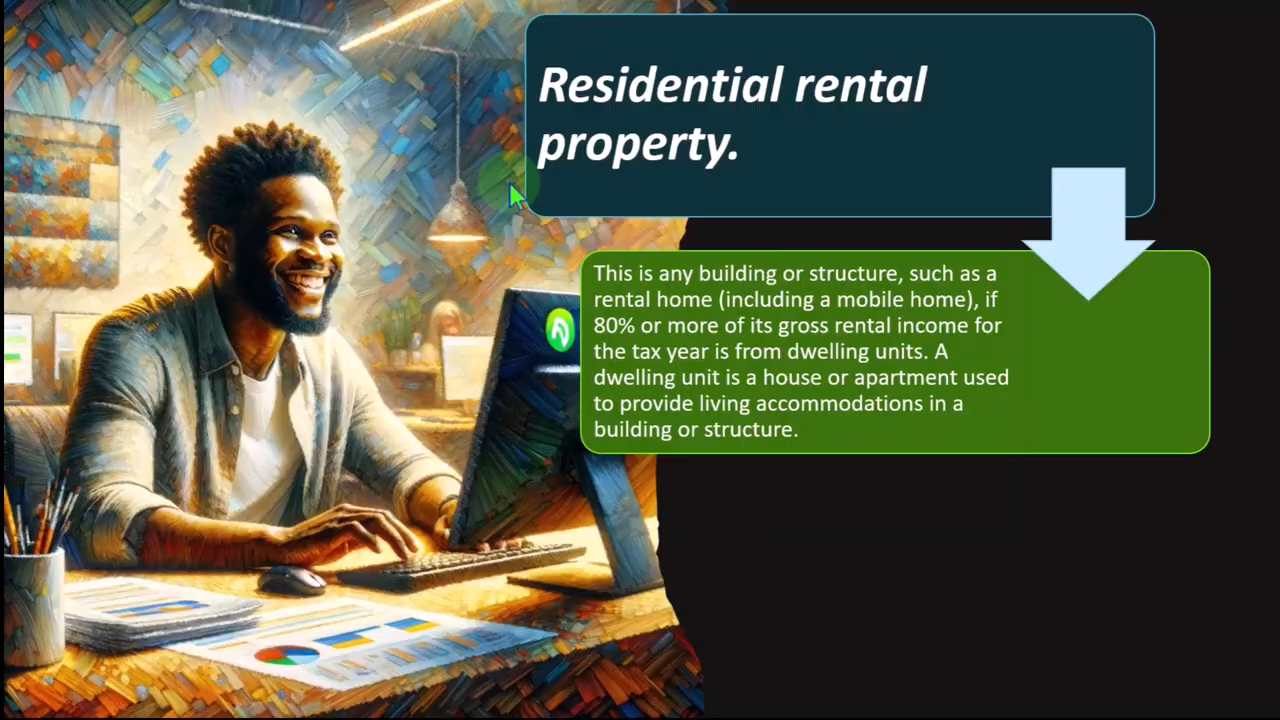 Residential rental
property.
This is any building or structure, such as a
rental home (including a mobile home), if
80% or more of its gross rental income for
the tax year is from dwelling units. A
dwelling unit is a house or apartment used
to provide living accommodations in a
building or structure.